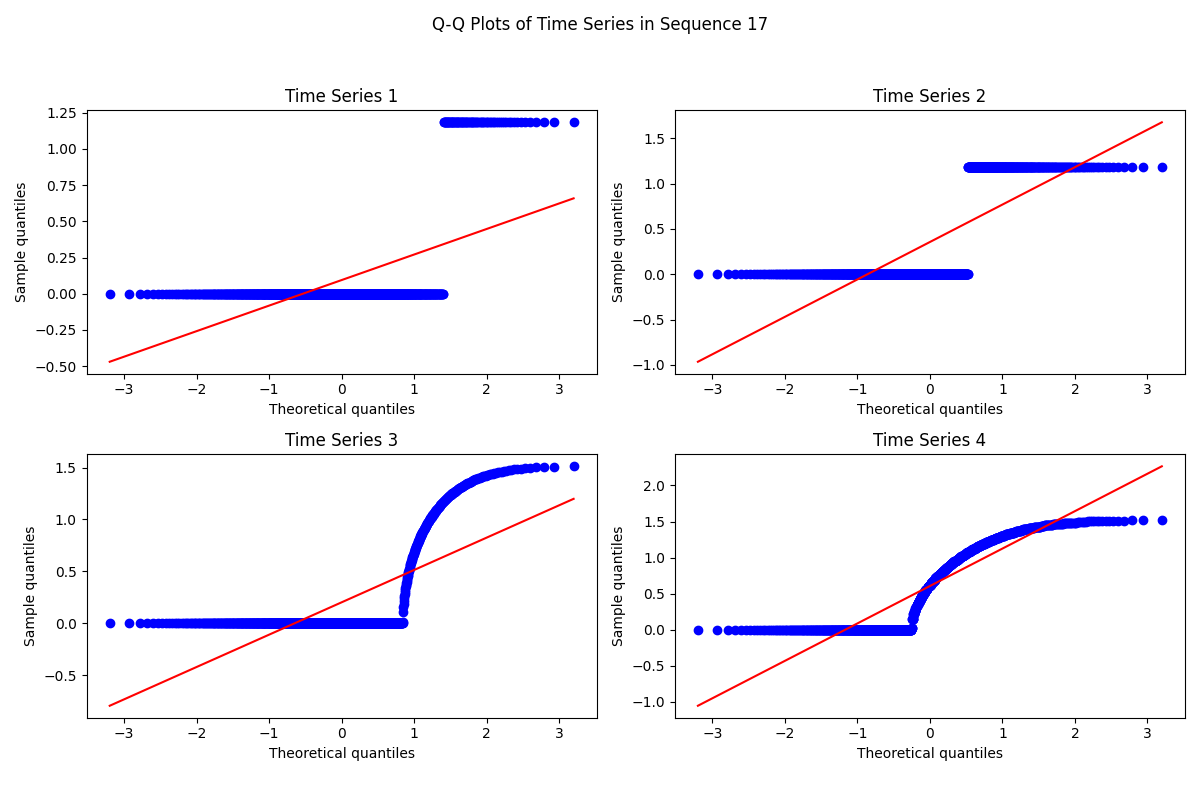 Q-Q Plots of Time Series in Sequence 17
Time Series 1
1.25
1.00
0.75
0.50
0.25
0.00
−0.25
−0.50
Sample quantiles
−3 −2 −1 0 1 2 3
Theoretical quantiles
Time Series 2
1.5
1.0
0.5
0.0
−0.5
−1.0
Sample quantiles
−3 −2 −1 0 1 2 3
Theoretical quantiles
Time Series 3
1.5
1.0
0.5
0.0
−0.5
Sample quantiles
−3 −2 −1 0 1 2 3
Theoretical quantiles
Time Series 4
2.0
1.5
1.0
0.5
0.0
−0.5
−1.0
Sample quantiles
−3 −2 −1 0 1 2 3
Theoretical quantiles